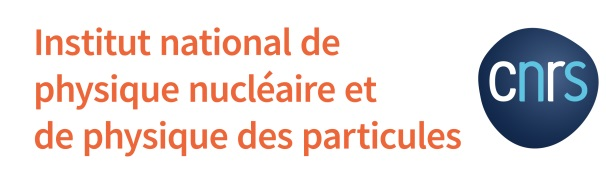 Institut national de
physique nucléaire et
de physique des particules
cnrs